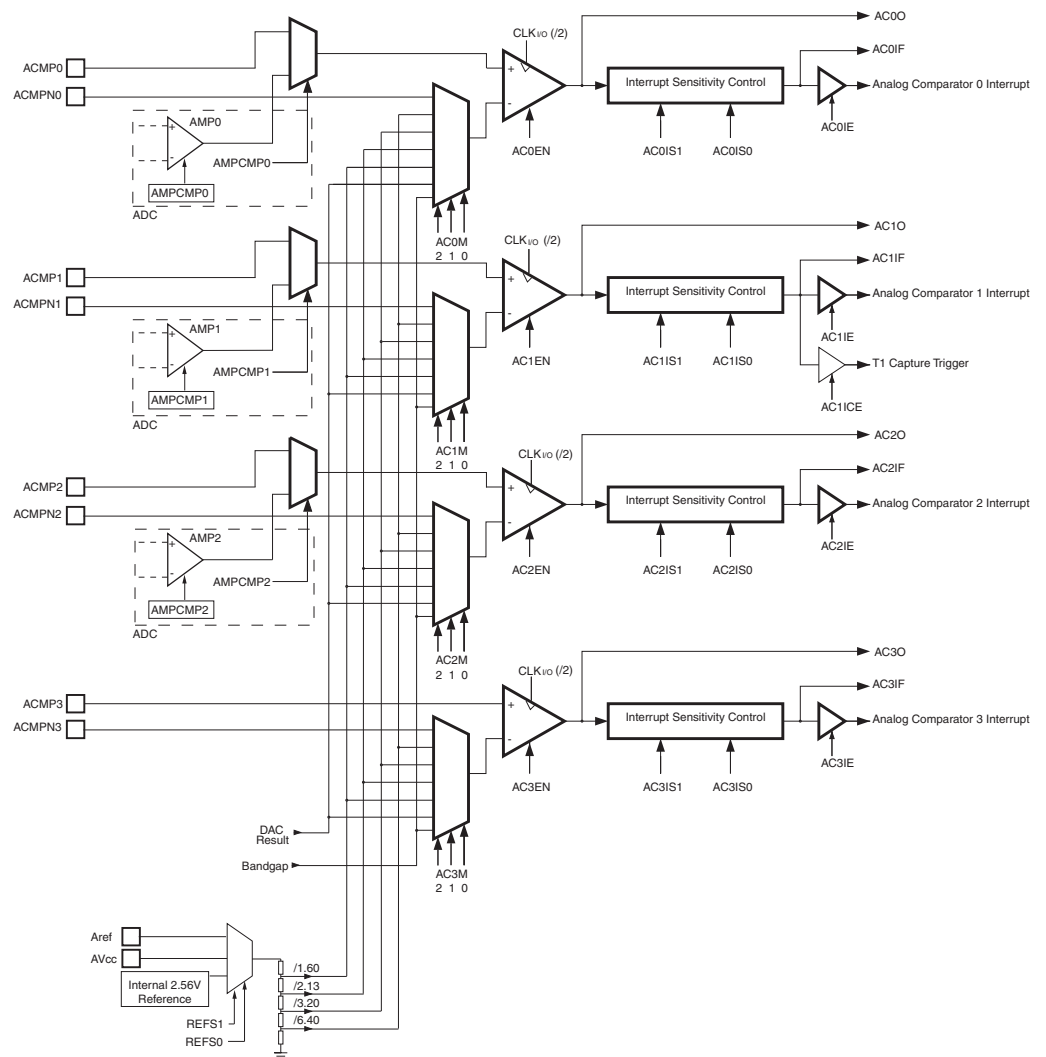 AC0O
CLK I/O (/2)
AC0IF
ACMP0
+
Interrupt Sensitivity Control
Analog Comparator 0 Interrupt
ACMPN0
-
AMP0
+
-
AC0IE
AMPCMP0
AC0EN
AC0IS1 AC0IS0
AMPCMP0
ADC
AC0M
2 1 0
AC1O
CLK I/O (/2)
AC1IF
ACMP1
+
Interrupt Sensitivity Control
Analog Comparator 1 Interrupt
ACMPN1
-
AMP1
+
-
AC1IE
AMPCMP1
AC1EN
AC1IS1 AC1IS0
T1 Capture Trigger
AMPCMP1
AC1ICE
ADC
AC1M
2 1 0
AC2O
CLK I/O (/2)
AC2IF
ACMP2
+
Interrupt Sensitivity Control
Analog Comparator 2 Interrupt
ACMPN2
-
AMP2
+
-
AC2IE
AMPCMP2
AC2EN
AC2IS1 AC2IS0
AMPCMP2
ADC
AC2M
2 1 0
AC3O
CLK I/O (/2)
AC3IF
ACMP3
+
Interrupt Sensitivity Control
Analog Comparator 3 Interrupt
ACMPN3
-
AC3IE
AC3EN
AC3IS1 AC3IS0
DAC
Result
Bandgap
AC3M
2 1 0
Aref
AVcc
Internal 2.56V
Reference
/1.60
/2.13
/3.20
/6.40
REFS1
REFS0